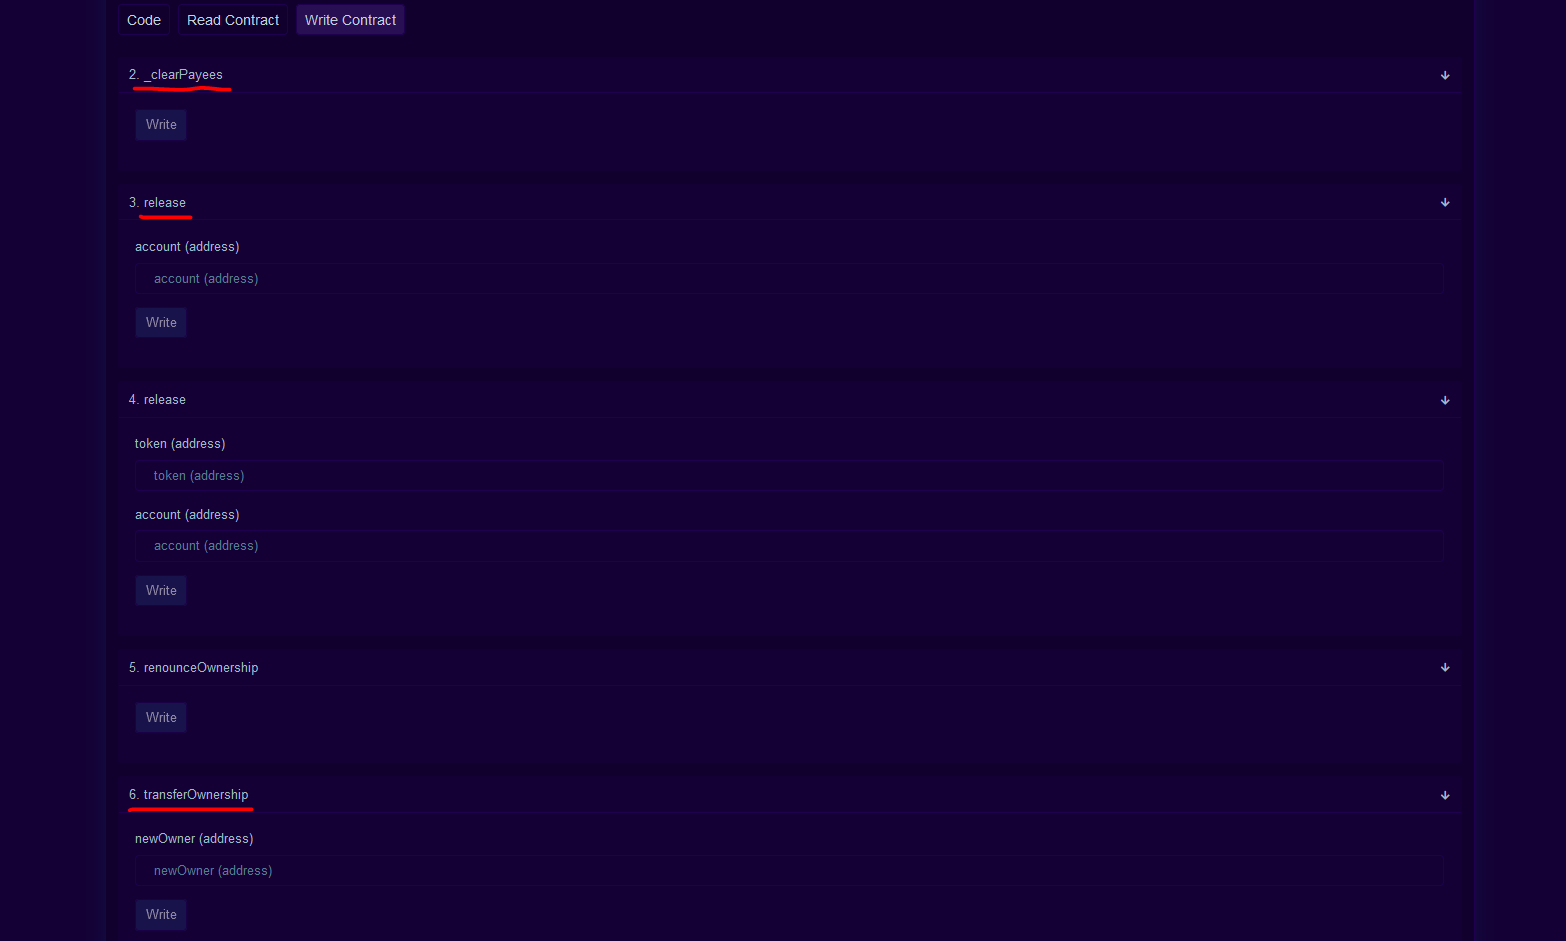 Code Read Contract Write Contract
2. _clearPayees
Write
3. release
account (address)
account (address)
Write
4. release
token (address)
token (address)
account (address)
account (address)
Write
5. renounceOwnership
Write
6. transferOwnership
newOwner (address)
newOwner (address)
Write